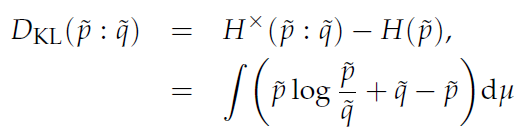 D_KL(p̃ : q̃) = H^×(p̃ : q̃) − H(p̃),
= ∫ ( p̃ log p̃/q̃ + q̃ − p̃ ) dμ